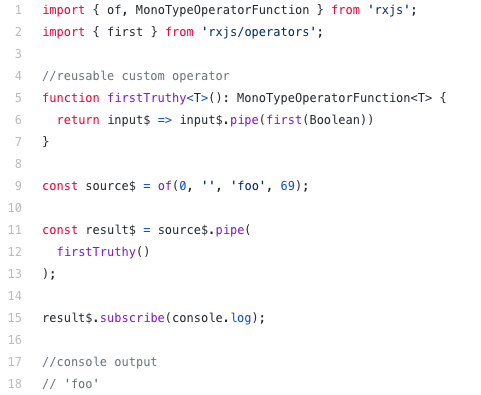 1 import { of, MonoTypeOperatorFunction } from 'rxjs';
2 import { first } from 'rxjs/operators';
3
4 //reusable custom operator
5 function firstTruthy<T>(): MonoTypeOperatorFunction<T> {
6   return input$ => input$.pipe(first(Boolean))
7 }
8
9 const source$ = of(0, '', 'foo', 69);
10
11 const result$ = source$.pipe(
12   firstTruthy()
13 );
14
15 result$.subscribe(console.log);
16
17 //console output
18 // 'foo'